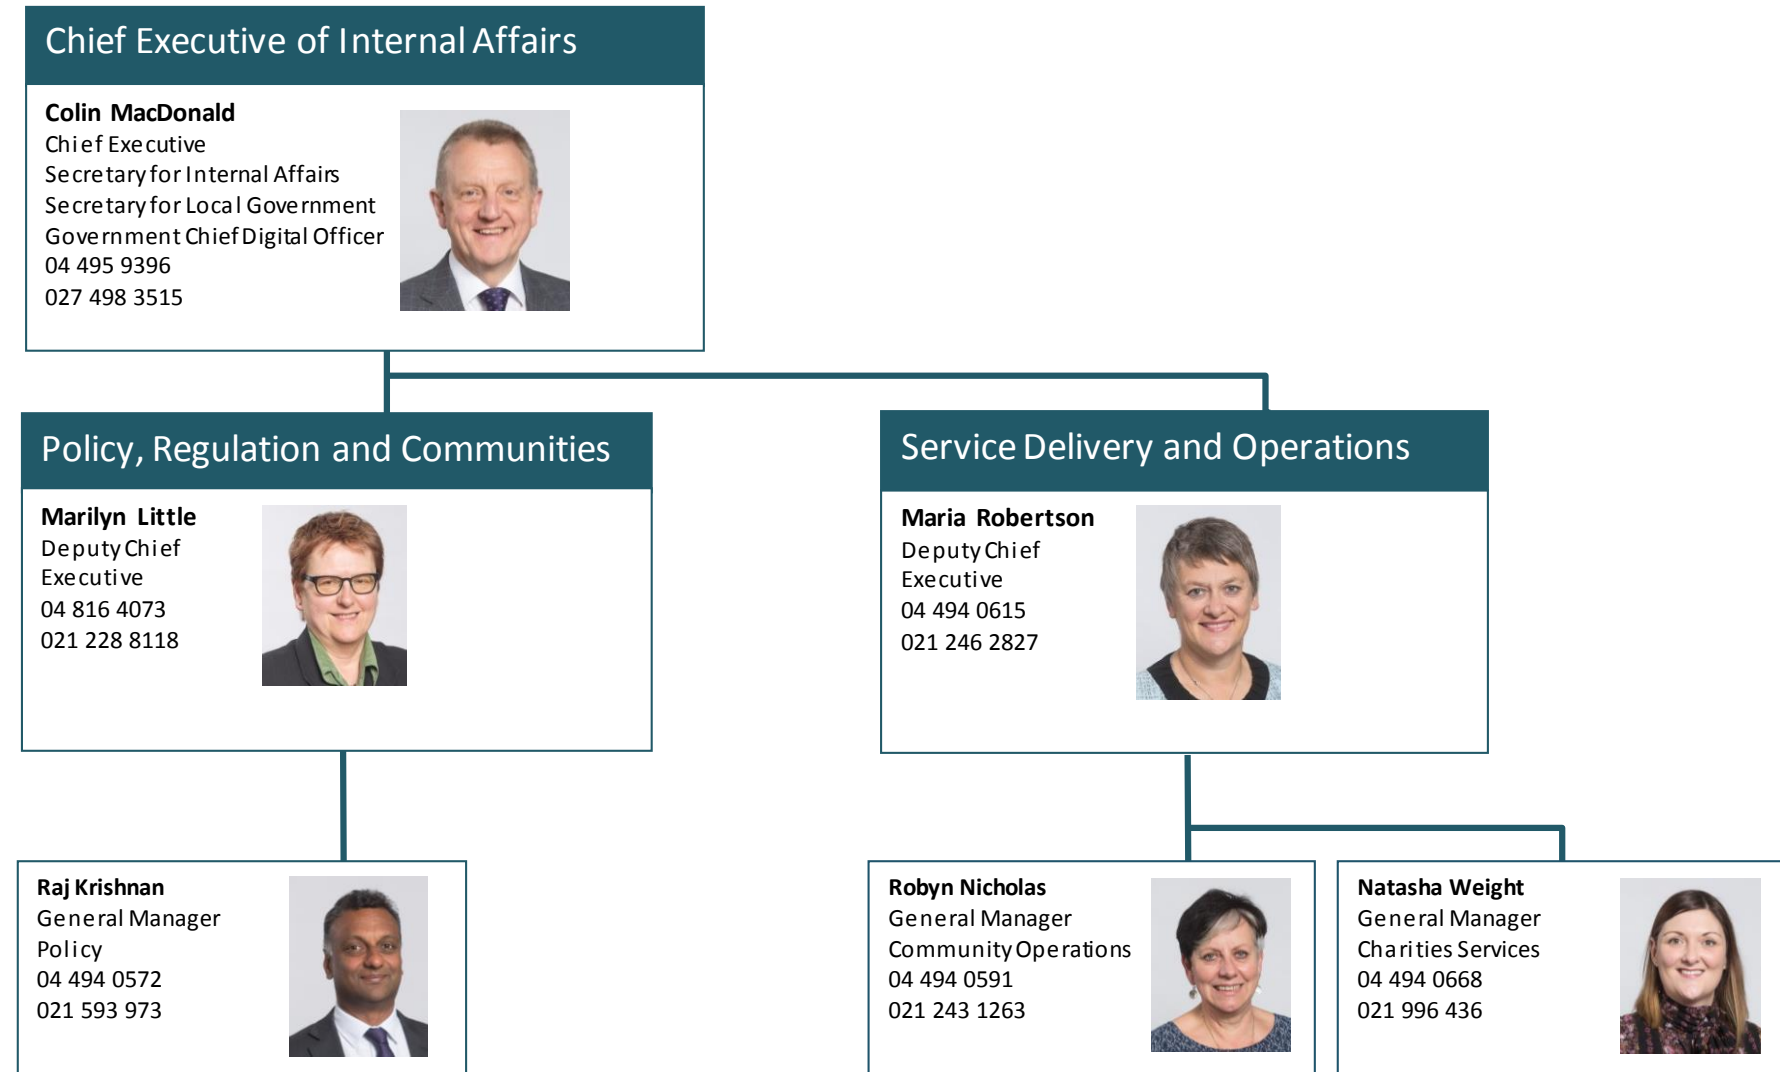 Chief Executive of Internal Affairs
Colin MacDonald
Chief Executive
Secretary for Internal Affairs
Secretary for Local Government
Government Chief Digital Officer
04 495 9396
027 498 3515
Policy, Regulation and Communities
Marilyn Little
Deputy Chief
Executive
04 816 4073
021 228 8118
Service Delivery and Operations
Maria Robertson
Deputy Chief
Executive
04 494 0615
021 246 2827
Raj Krishnan
General Manager
Policy
04 494 0572
021 593 973
Robyn Nicholas
General Manager
Community Operations
04 494 0591
021 243 1263
Natasha Weight
General Manager
Charities Services
04 494 0668
021 996 436